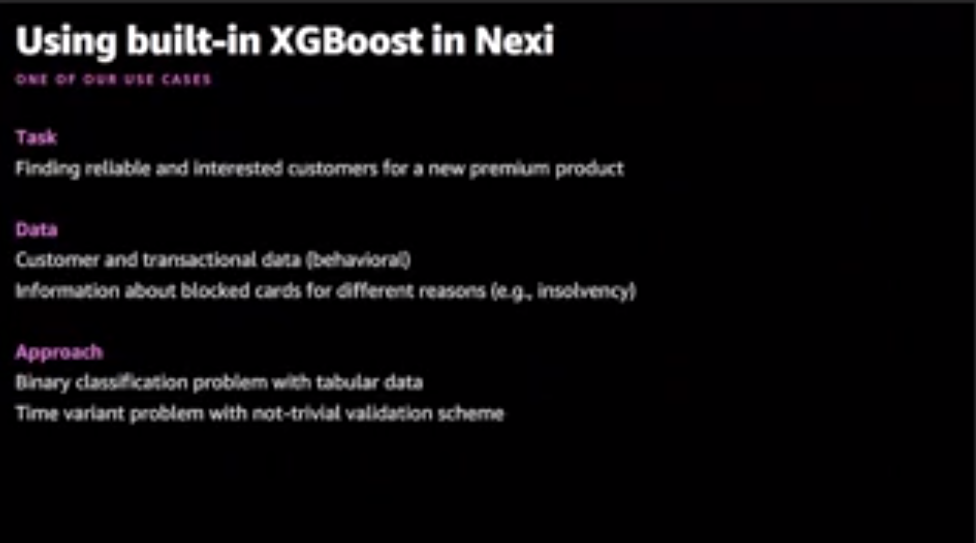 Using built-in XGBoost in Nexi
ONE OF OUR USE CASES
Task
Finding reliable and interested customers for a new premium product
Data
Customer and transactional data (behavioral)
Information about blocked cards for different reasons (e.g., insolvency)
Approach
Binary classification problem with tabular data
Time variant problem with not-trivial validation scheme